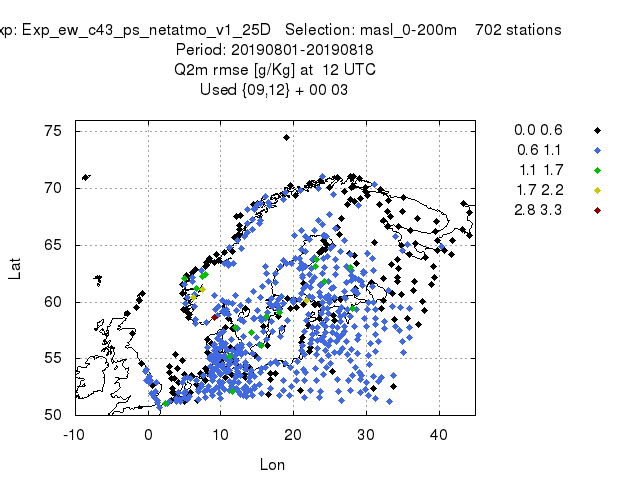 xp: Exp_ew_c43_ps_netatmo_v1_25D Selection: masl_0-200m 702 stations
Period: 20190801-20190818
Q2m rmse [g/Kg] at 12 UTC
Used {09,12} + 00 03
0.0 0.6
0.6 1.1
1.1 1.7
1.7 2.2
2.8 3.3
75
70
65
60
55
50
Lat
-10 0 10 20 30 40
Lon